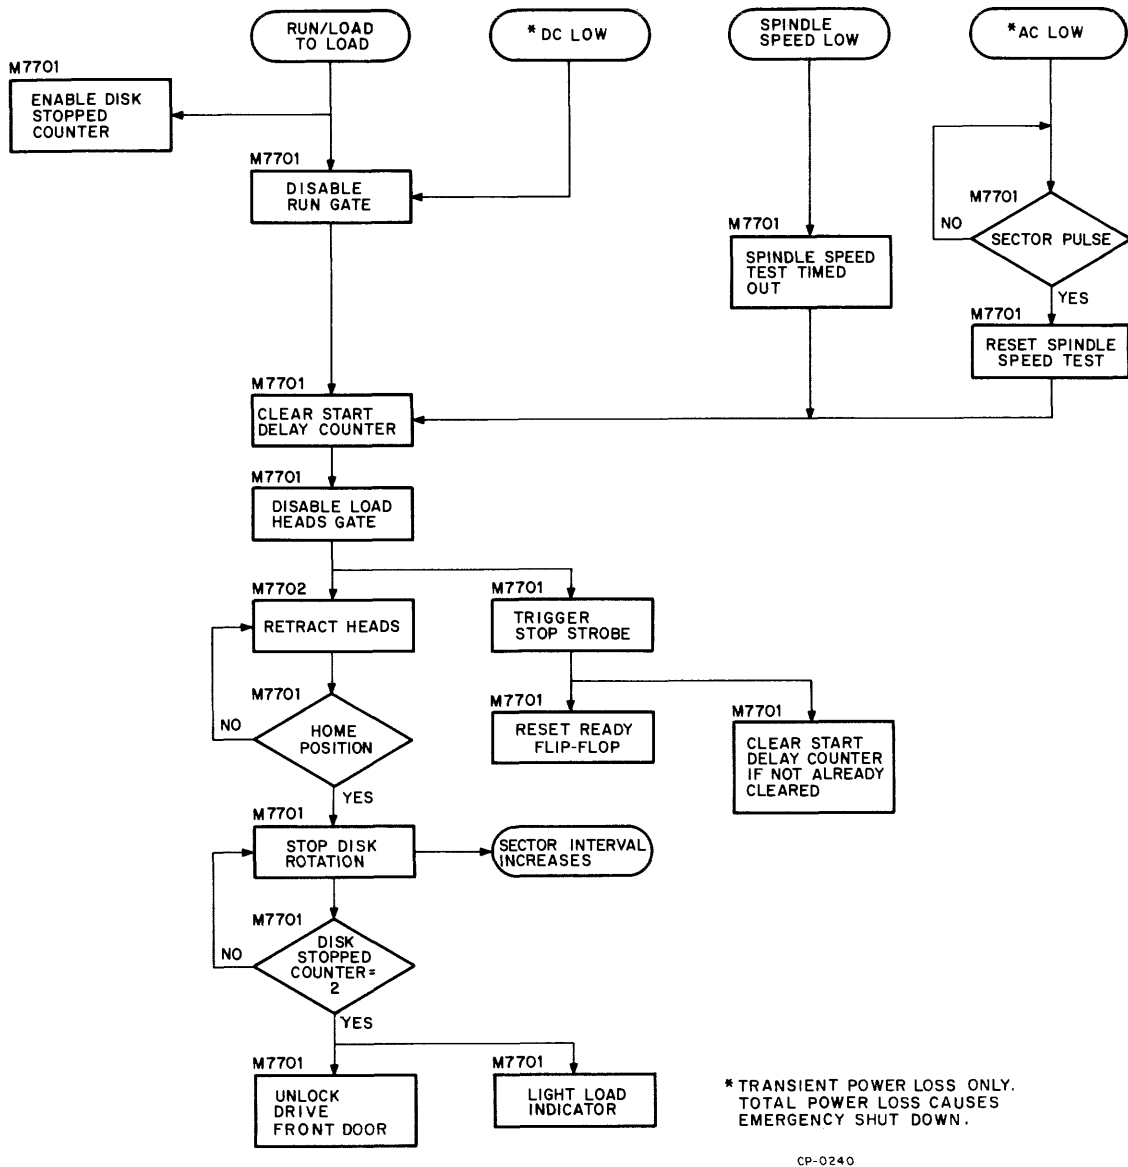 RUN/LOAD
TO LOAD
* DC LOW
SPINDLE
SPEED LOW
* AC LOW
M7701
ENABLE DISK
STOPPED
COUNTER
M7701
DISABLE
RUN GATE
M7701
SPINDLE SPEED
TEST TIMED
OUT
M7701
NO
SECTOR PULSE
YES
M7701
RESET SPINDLE
SPEED TEST
M7701
CLEAR START
DELAY COUNTER
M7701
DISABLE LOAD
HEADS GATE
M7702
RETRACT HEADS
M7701
TRIGGER
STOP STROBE
M7701
NO
HOME
POSITION
YES
M7701
RESET READY
FLIP-FLOP
M7701
CLEAR START
DELAY COUNTER
IF NOT ALREADY
CLEARED
M7701
STOP DISK
ROTATION
SECTOR INTERVAL
INCREASES
M7701
NO
DISK
STOPPED
COUNTER =
2
YES
M7701
UNLOCK
DRIVE
FRONT DOOR
M7701
LIGHT LOAD
INDICATOR
* TRANSIENT POWER LOSS ONLY.
TOTAL POWER LOSS CAUSES
EMERGENCY SHUT DOWN.
CP-0240